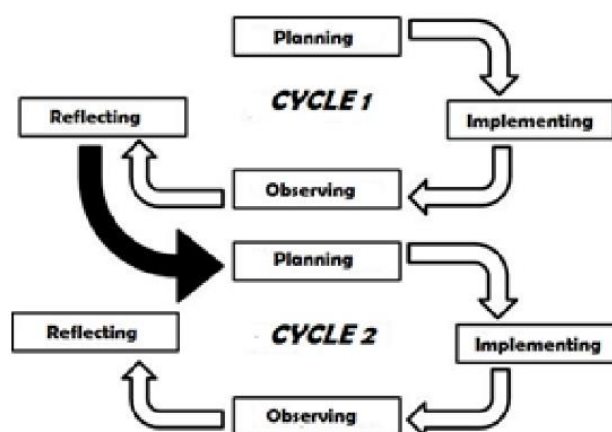 Planning
CYCLE 1
Reflecting
Implementing
Observing
Planning
Reflecting
CYCLE 2
Implementing
Observing